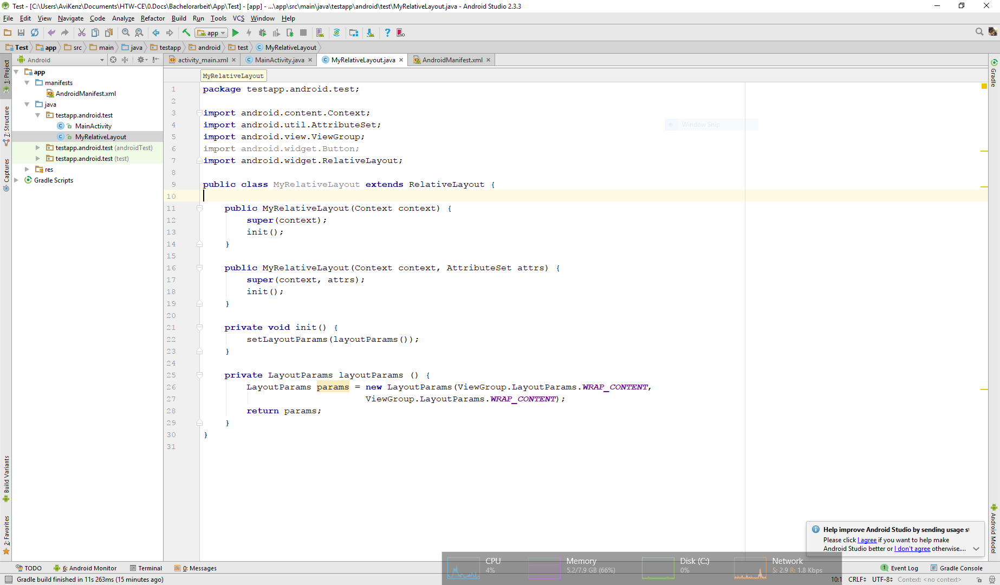 Test - [C:\Users\AviKenz\Documents\HTW-CE\0.Docs\Bachelorarbeit\App\Test] - [app] - ...\app\src\main\java\testapp\android\test\MyRelativeLayout.java - Android Studio 2.3.3
File Edit View Navigate Code Analyze Refactor Build Run Tools VCS Window Help
app
Test app src main java testapp android test MyRelativeLayout
Android
activity_main.xml MainActivity.java MyRelativeLayout.java AndroidManifest.xml
1: Project
7: Structure
Captures
Build Variants
2: Favorites
app
manifests
AndroidManifest.xml
java
testapp.android.test
MainActivity
MyRelativeLayout
testapp.android.test (androidTest)
testapp.android.test (test)
res
Gradle Scripts
MyRelativeLayout
1 package testapp.android.test;
2
3 import android.content.Context;
4 import android.util.AttributeSet;
5 import android.view.ViewGroup;
6 import android.widget.Button;
7 import android.widget.RelativeLayout;
8
9 public class MyRelativeLayout extends RelativeLayout {
10
11     public MyRelativeLayout(Context context) {
12         super(context);
13         init();
14     }
15
16     public MyRelativeLayout(Context context, AttributeSet attrs) {
17         super(context, attrs);
18         init();
19     }
20
21     private void init() {
22         setLayoutParams(layoutParams());
23     }
24
25     private LayoutParams layoutParams () {
26         LayoutParams params = new LayoutParams(ViewGroup.LayoutParams.WRAP_CONTENT,
27                               ViewGroup.LayoutParams.WRAP_CONTENT);
28         return params;
29     }
30 }
31
Window Snip
Gradle
Android Model
Help improve Android Studio by sending usage st
Please click I agree if you want to help make
Android Studio better or I don't agree otherwise....
CPU
4%
Memory
5.2/7.9 GB (66%)
Disk (C:)
0%
Network
S: 2.9 R: 1.8 Kbps
TODO 6: Android Monitor Terminal 0: Messages
1 Event Log Gradle Console
Gradle build finished in 11s 263ms (15 minutes ago)
10:1 CRLF UTF-8 Context: <no context>